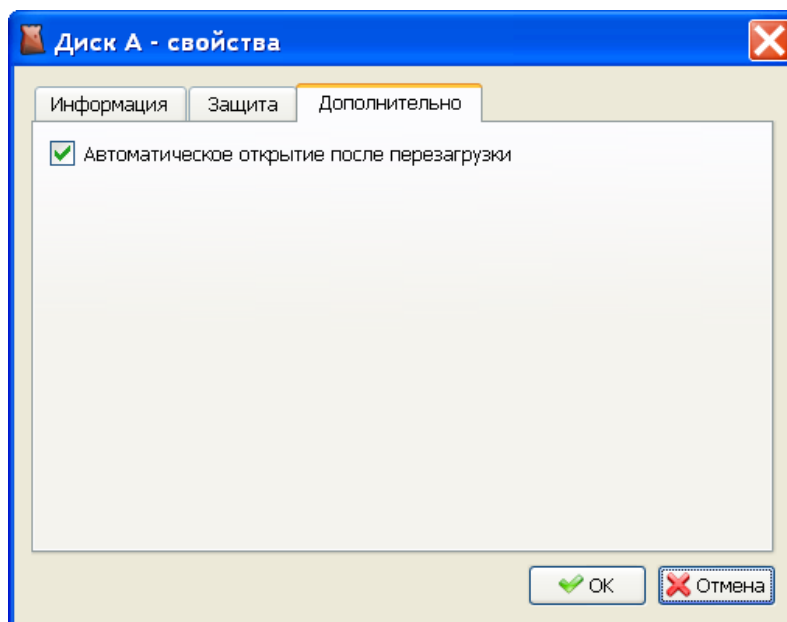 Диск A - свойства
Информация Защита Дополнительно
Автоматическое открытие после перезагрузки
OK Отмена